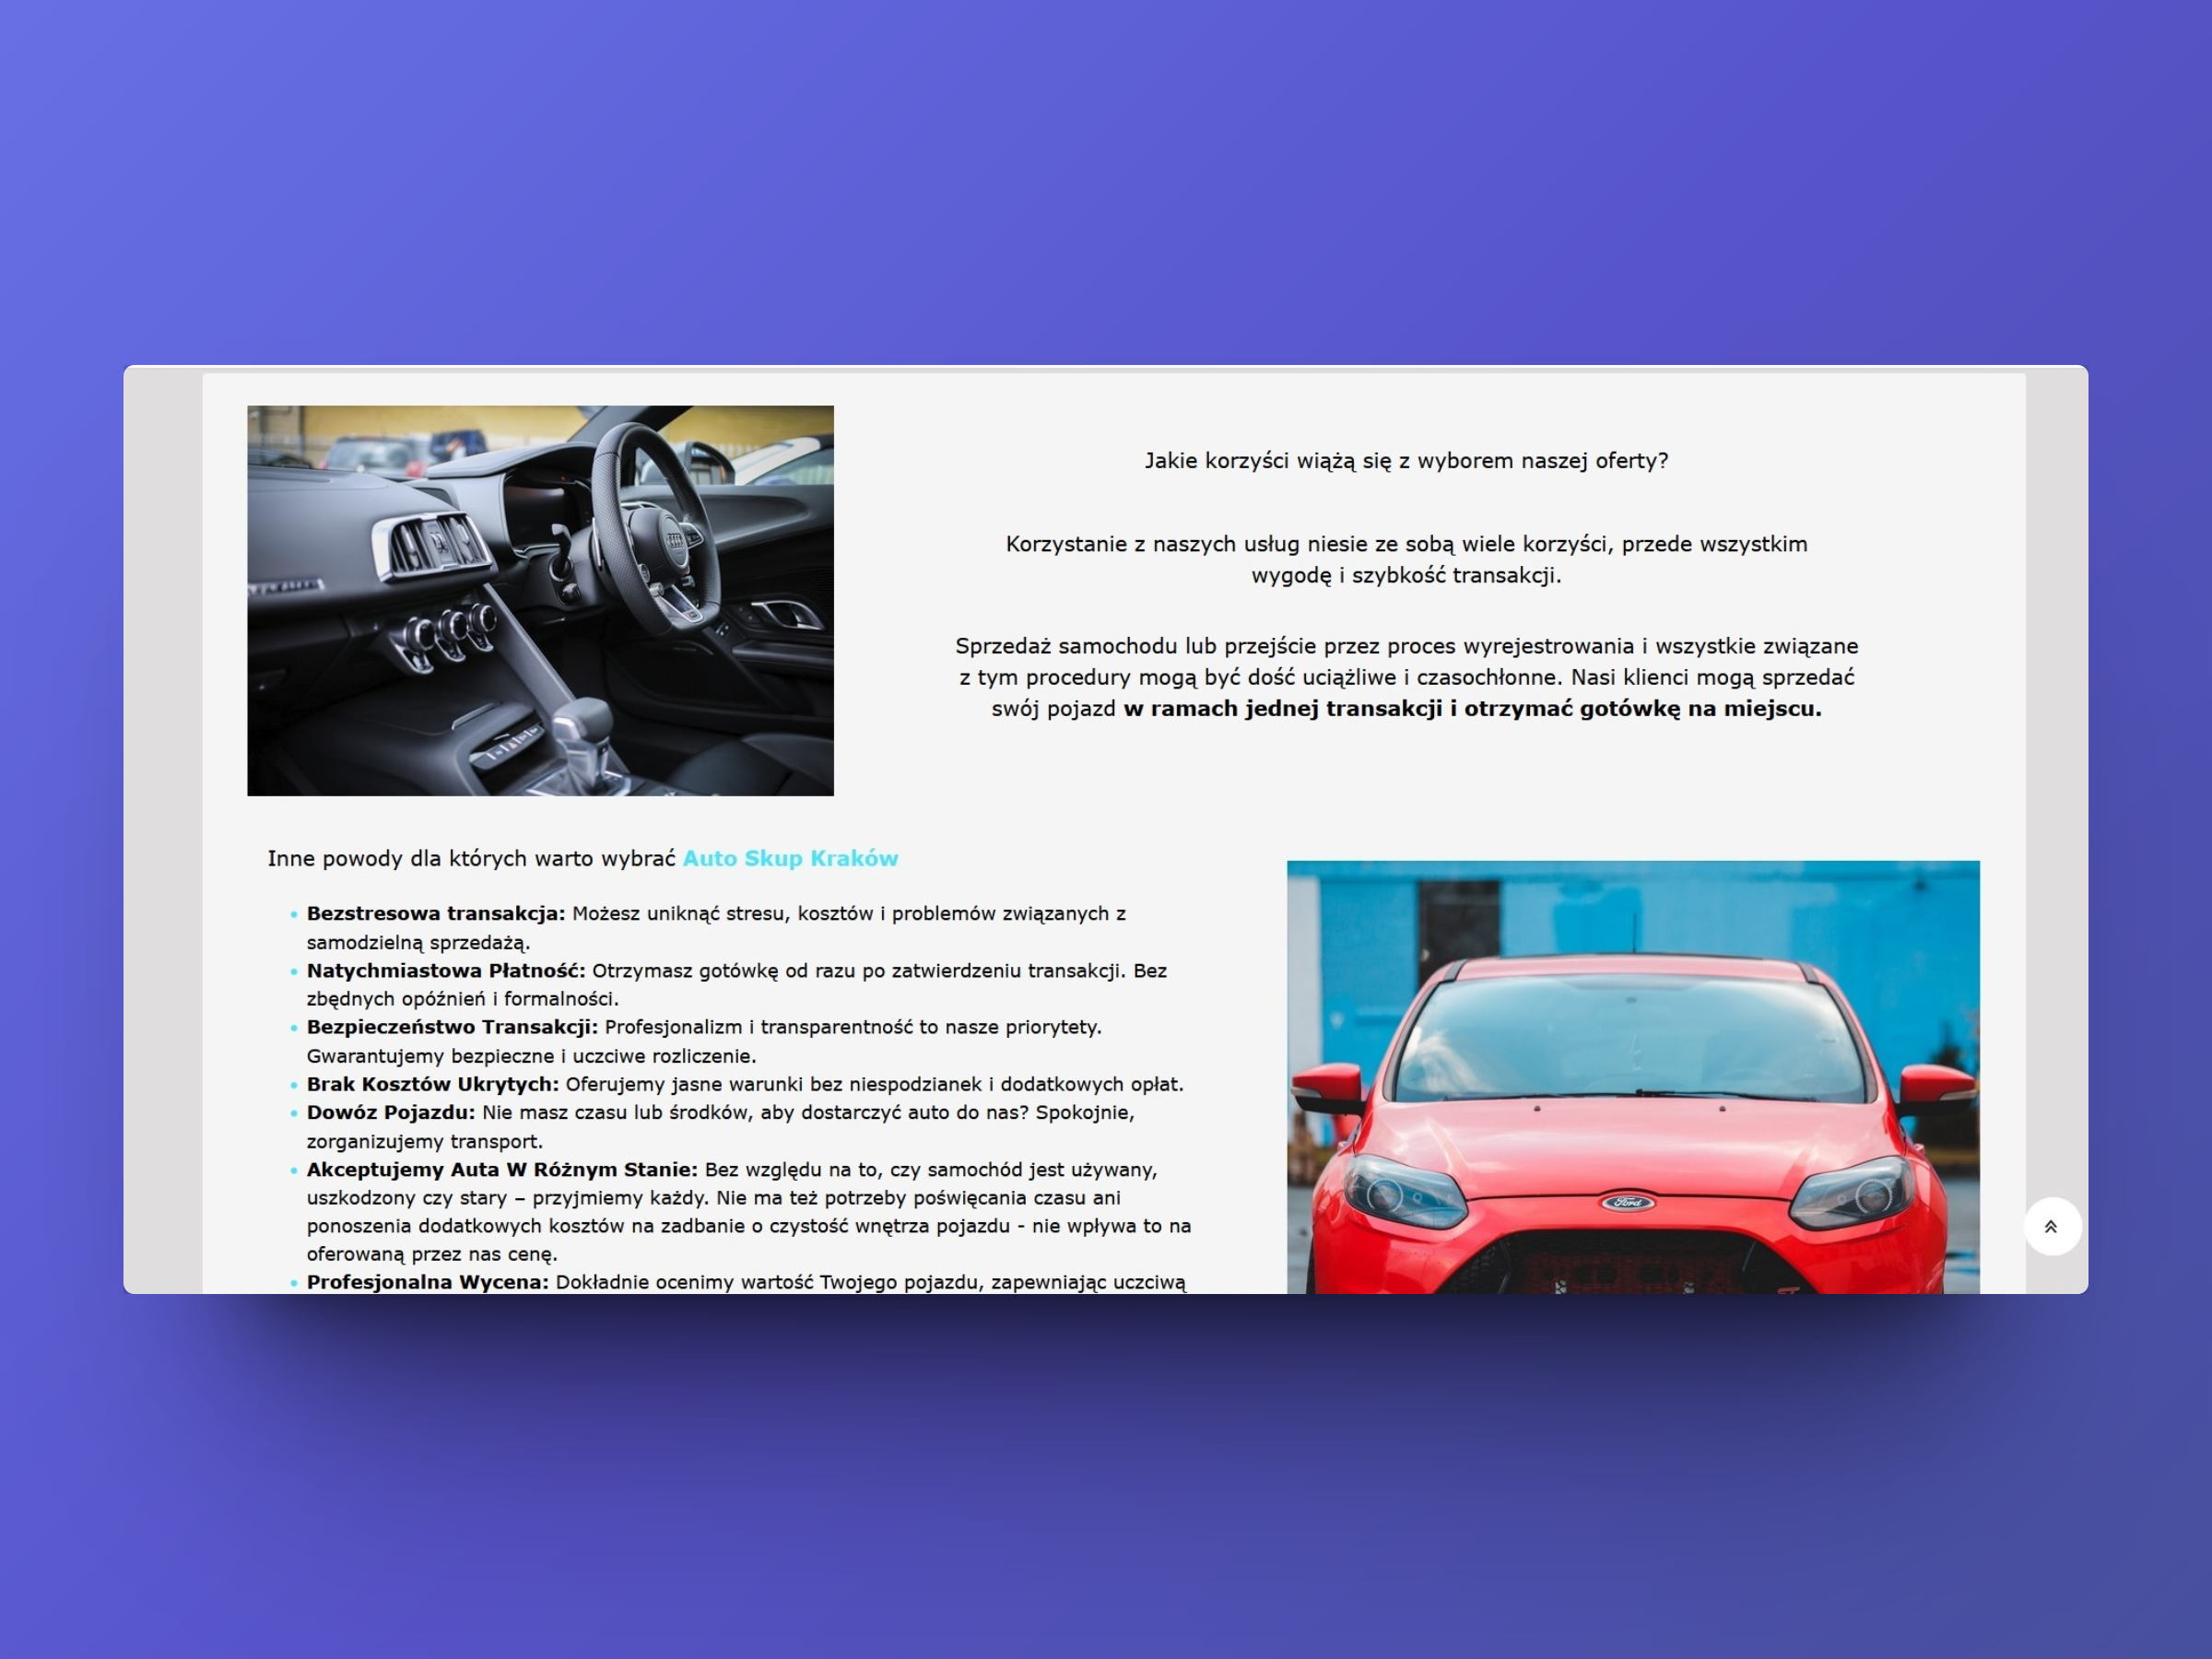 Jakie korzyści wiążą się z wyborem naszej oferty?
Korzystanie z naszych usług niesie ze sobą wiele korzyści, przede wszystkim
wygodę i szybkość transakcji.
Sprzedaż samochodu lub przejście przez proces wyrejestrowania i wszystkie związane
z tym procedury mogą być dość uciążliwe i czasochłonne. Nasi klienci mogą sprzedać
swój pojazd w ramach jednej transakcji i otrzymać gotówkę na miejscu.
Inne powody dla których warto wybrać Auto Skup Kraków
Bezstresowa transakcja: Możesz uniknąć stresu, kosztów i problemów związanych z
samodzielną sprzedażą.
Natychmiastowa Płatność: Otrzymasz gotówkę od razu po zatwierdzeniu transakcji. Bez
zbędnych opóźnień i formalności.
Bezpieczeństwo Transakcji: Profesjonalizm i transparentność to nasze priorytety.
Gwarantujemy bezpieczne i uczciwe rozliczenie.
Brak Kosztów Ukrytych: Oferujemy jasne warunki bez niespodzianek i dodatkowych opłat.
Dowóz Pojazdu: Nie masz czasu lub środków, aby dostarczyć auto do nas? Spokojnie,
zorganizujemy transport.
Akceptujemy Auta W Różnym Stanie: Bez względu na to, czy samochód jest używany,
uszkodzony czy stary – przyjmiemy każdy. Nie ma też potrzeby poświęcania czasu ani
ponoszenia dodatkowych kosztów na zadbanie o czystość wnętrza pojazdu - nie wpływa to na
oferowaną przez nas cenę.
Profesjonalna Wycena: Dokładnie ocenimy wartość Twojego pojazdu, zapewniając uczciwą
Ford